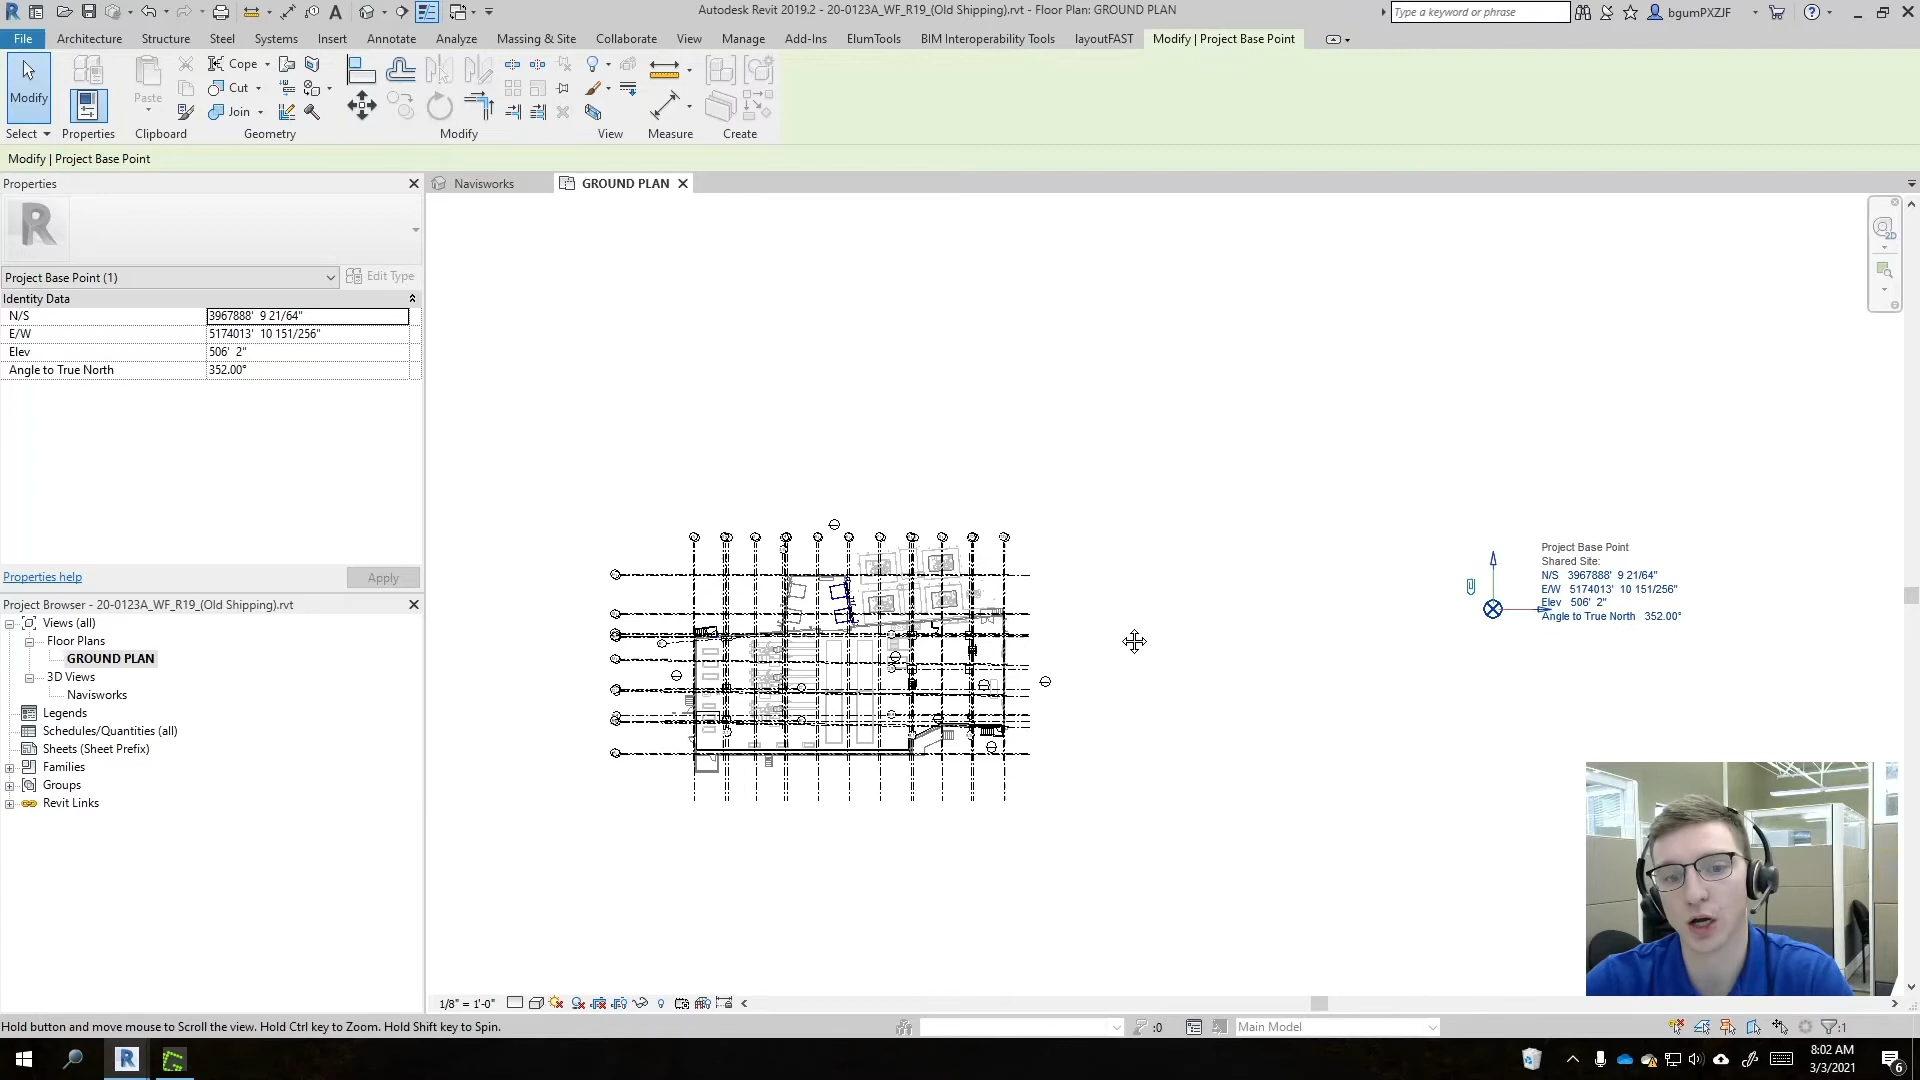 Autodesk Revit 2019.2 - 20-0123A_WF_R19_(Old Shipping).rvt - Floor Plan: GROUND PLAN
Type a keyword or phrase
bgumPXZJF
File Architecture Structure Steel Systems Insert Annotate Analyze Massing & Site Collaborate View Manage Add-Ins ElumTools BIM Interoperability Tools layoutFAST Modify | Project Base Point
Modify
Paste
Cope
Cut
Join
Select Properties Clipboard Geometry Modify View Measure Create
Modify | Project Base Point
Properties
Navisworks
GROUND PLAN
Project Base Point (1)
Edit Type
Identity Data
N/S 3967888' 9 21/64"
E/W 5174013' 10 151/256"
Elev 506' 2"
Angle to True North 352.00°
Project Base Point
Shared Site:
N/S 3967888' 9 21/64"
E/W 5174013' 10 151/256"
Elev 506' 2"
Angle to True North 352.00°
Properties help
Apply
Project Browser - 20-0123A_WF_R19_(Old Shipping).rvt
Views (all)
Floor Plans
GROUND PLAN
3D Views
Navisworks
Legends
Schedules/Quantities (all)
Sheets (Sheet Prefix)
Families
Groups
Revit Links
1/8" = 1'-0"
Hold button and move mouse to Scroll the view. Hold Ctrl key to Zoom. Hold Shift key to Spin.
:0
Main Model
:1
8:02 AM
3/3/2021
6